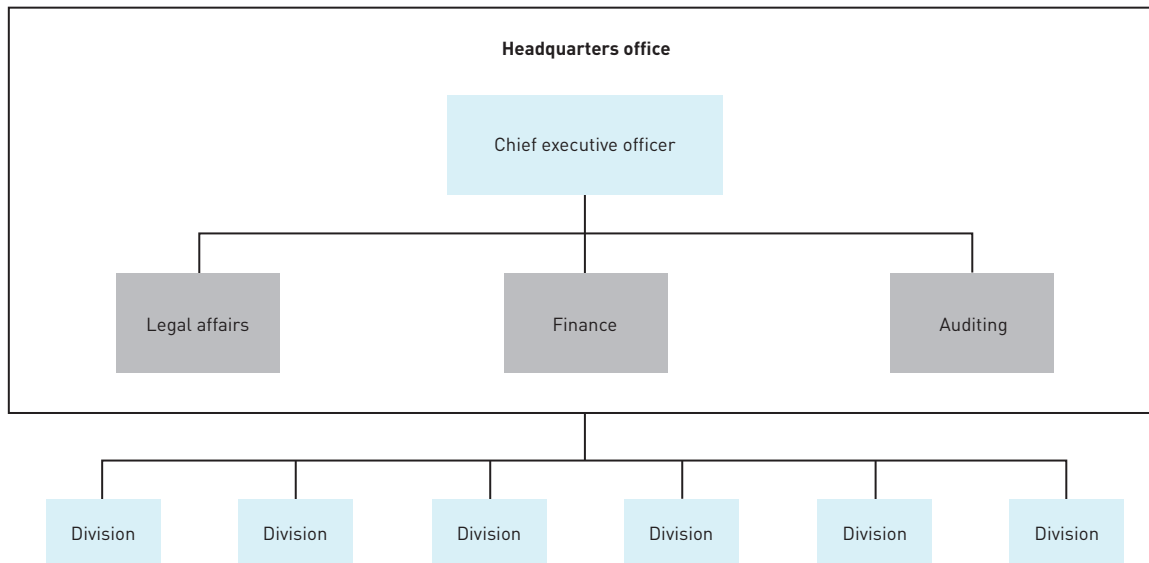 Headquarters office
Chief executive officer
Legal affairs
Finance
Auditing
Division
Division
Division
Division
Division
Division